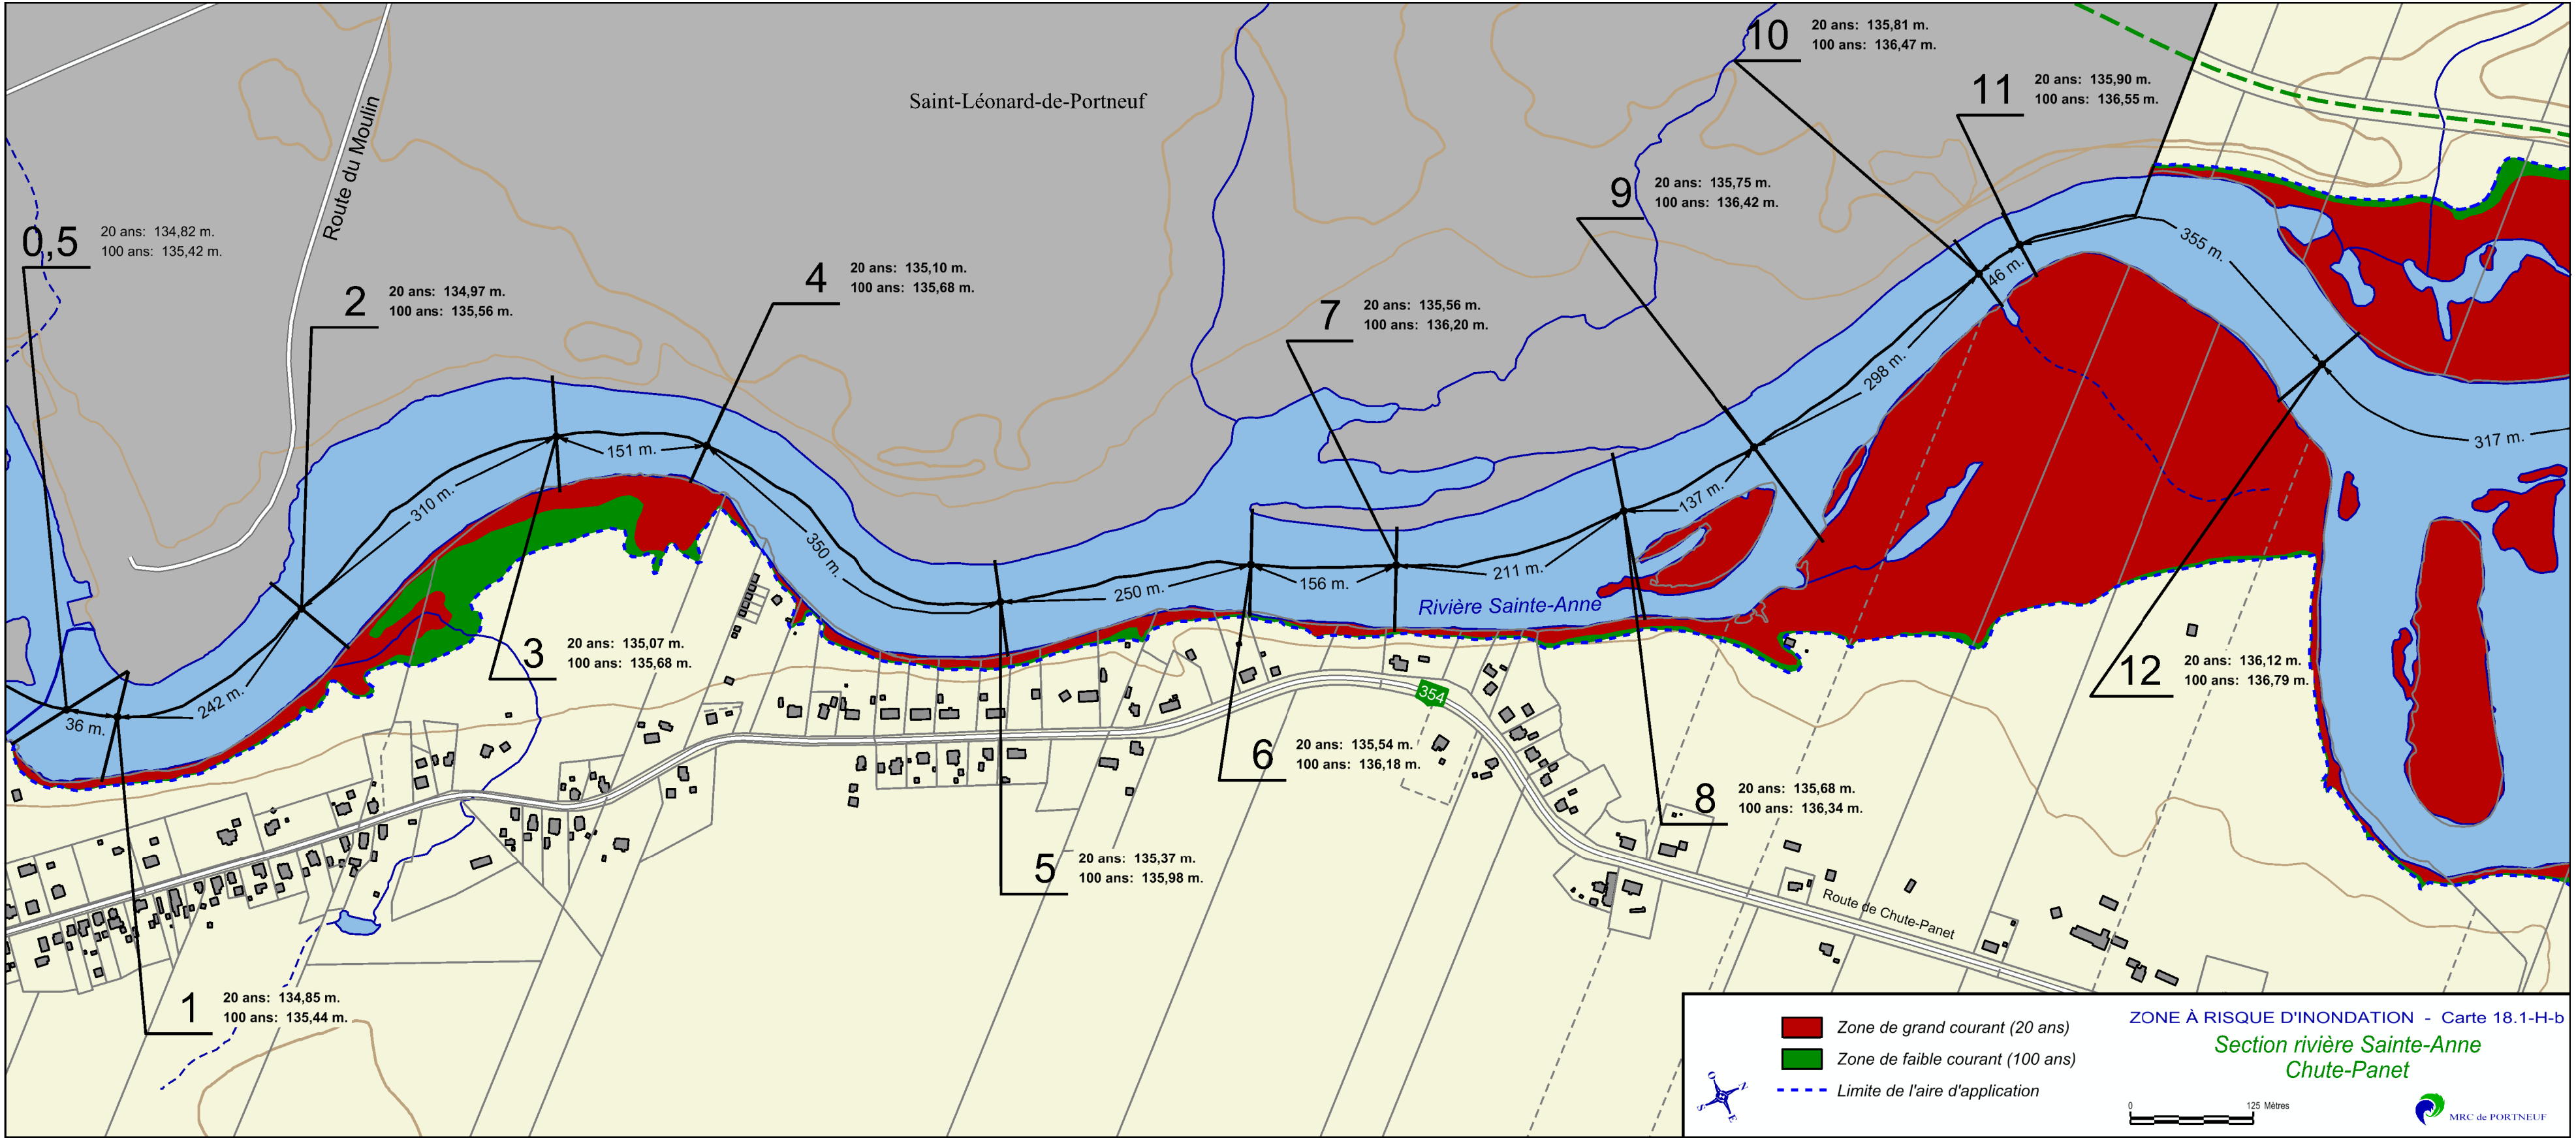 10
20 ans: 135,81 m.
100 ans: 136,47 m.
11
20 ans: 135,90 m.
100 ans: 136,55 m.
Saint-Léonard-de-Portneuf
Route du Moulin
9
20 ans: 135,75 m.
100 ans: 136,42 m.
0,5
20 ans: 134,82 m.
100 ans: 135,42 m.
355 m.
46 m.
4
20 ans: 135,10 m.
100 ans: 135,68 m.
2
20 ans: 134,97 m.
100 ans: 135,56 m.
7
20 ans: 135,56 m.
100 ans: 136,20 m.
298 m.
317 m.
151 m.
310 m.
137 m.
350 m.
211 m.
156 m.
250 m.
Rivière Sainte-Anne
3
20 ans: 135,07 m.
100 ans: 135,68 m.
12
20 ans: 136,12 m.
100 ans: 136,79 m.
354
242 m.
36 m.
6
20 ans: 135,54 m.
100 ans: 136,18 m.
8
20 ans: 135,68 m.
100 ans: 136,34 m.
5
20 ans: 135,37 m.
100 ans: 135,98 m.
Route de Chute-Panet
1
20 ans: 134,85 m.
100 ans: 135,44 m.
Zone de grand courant (20 ans)
Zone de faible courant (100 ans)
Limite de l'aire d'application
O
N
S
E
ZONE À RISQUE D'INONDATION - Carte 18.1-H-b
Section rivière Sainte-Anne
Chute-Panet
0
125 Mètres
MRC de PORTNEUF